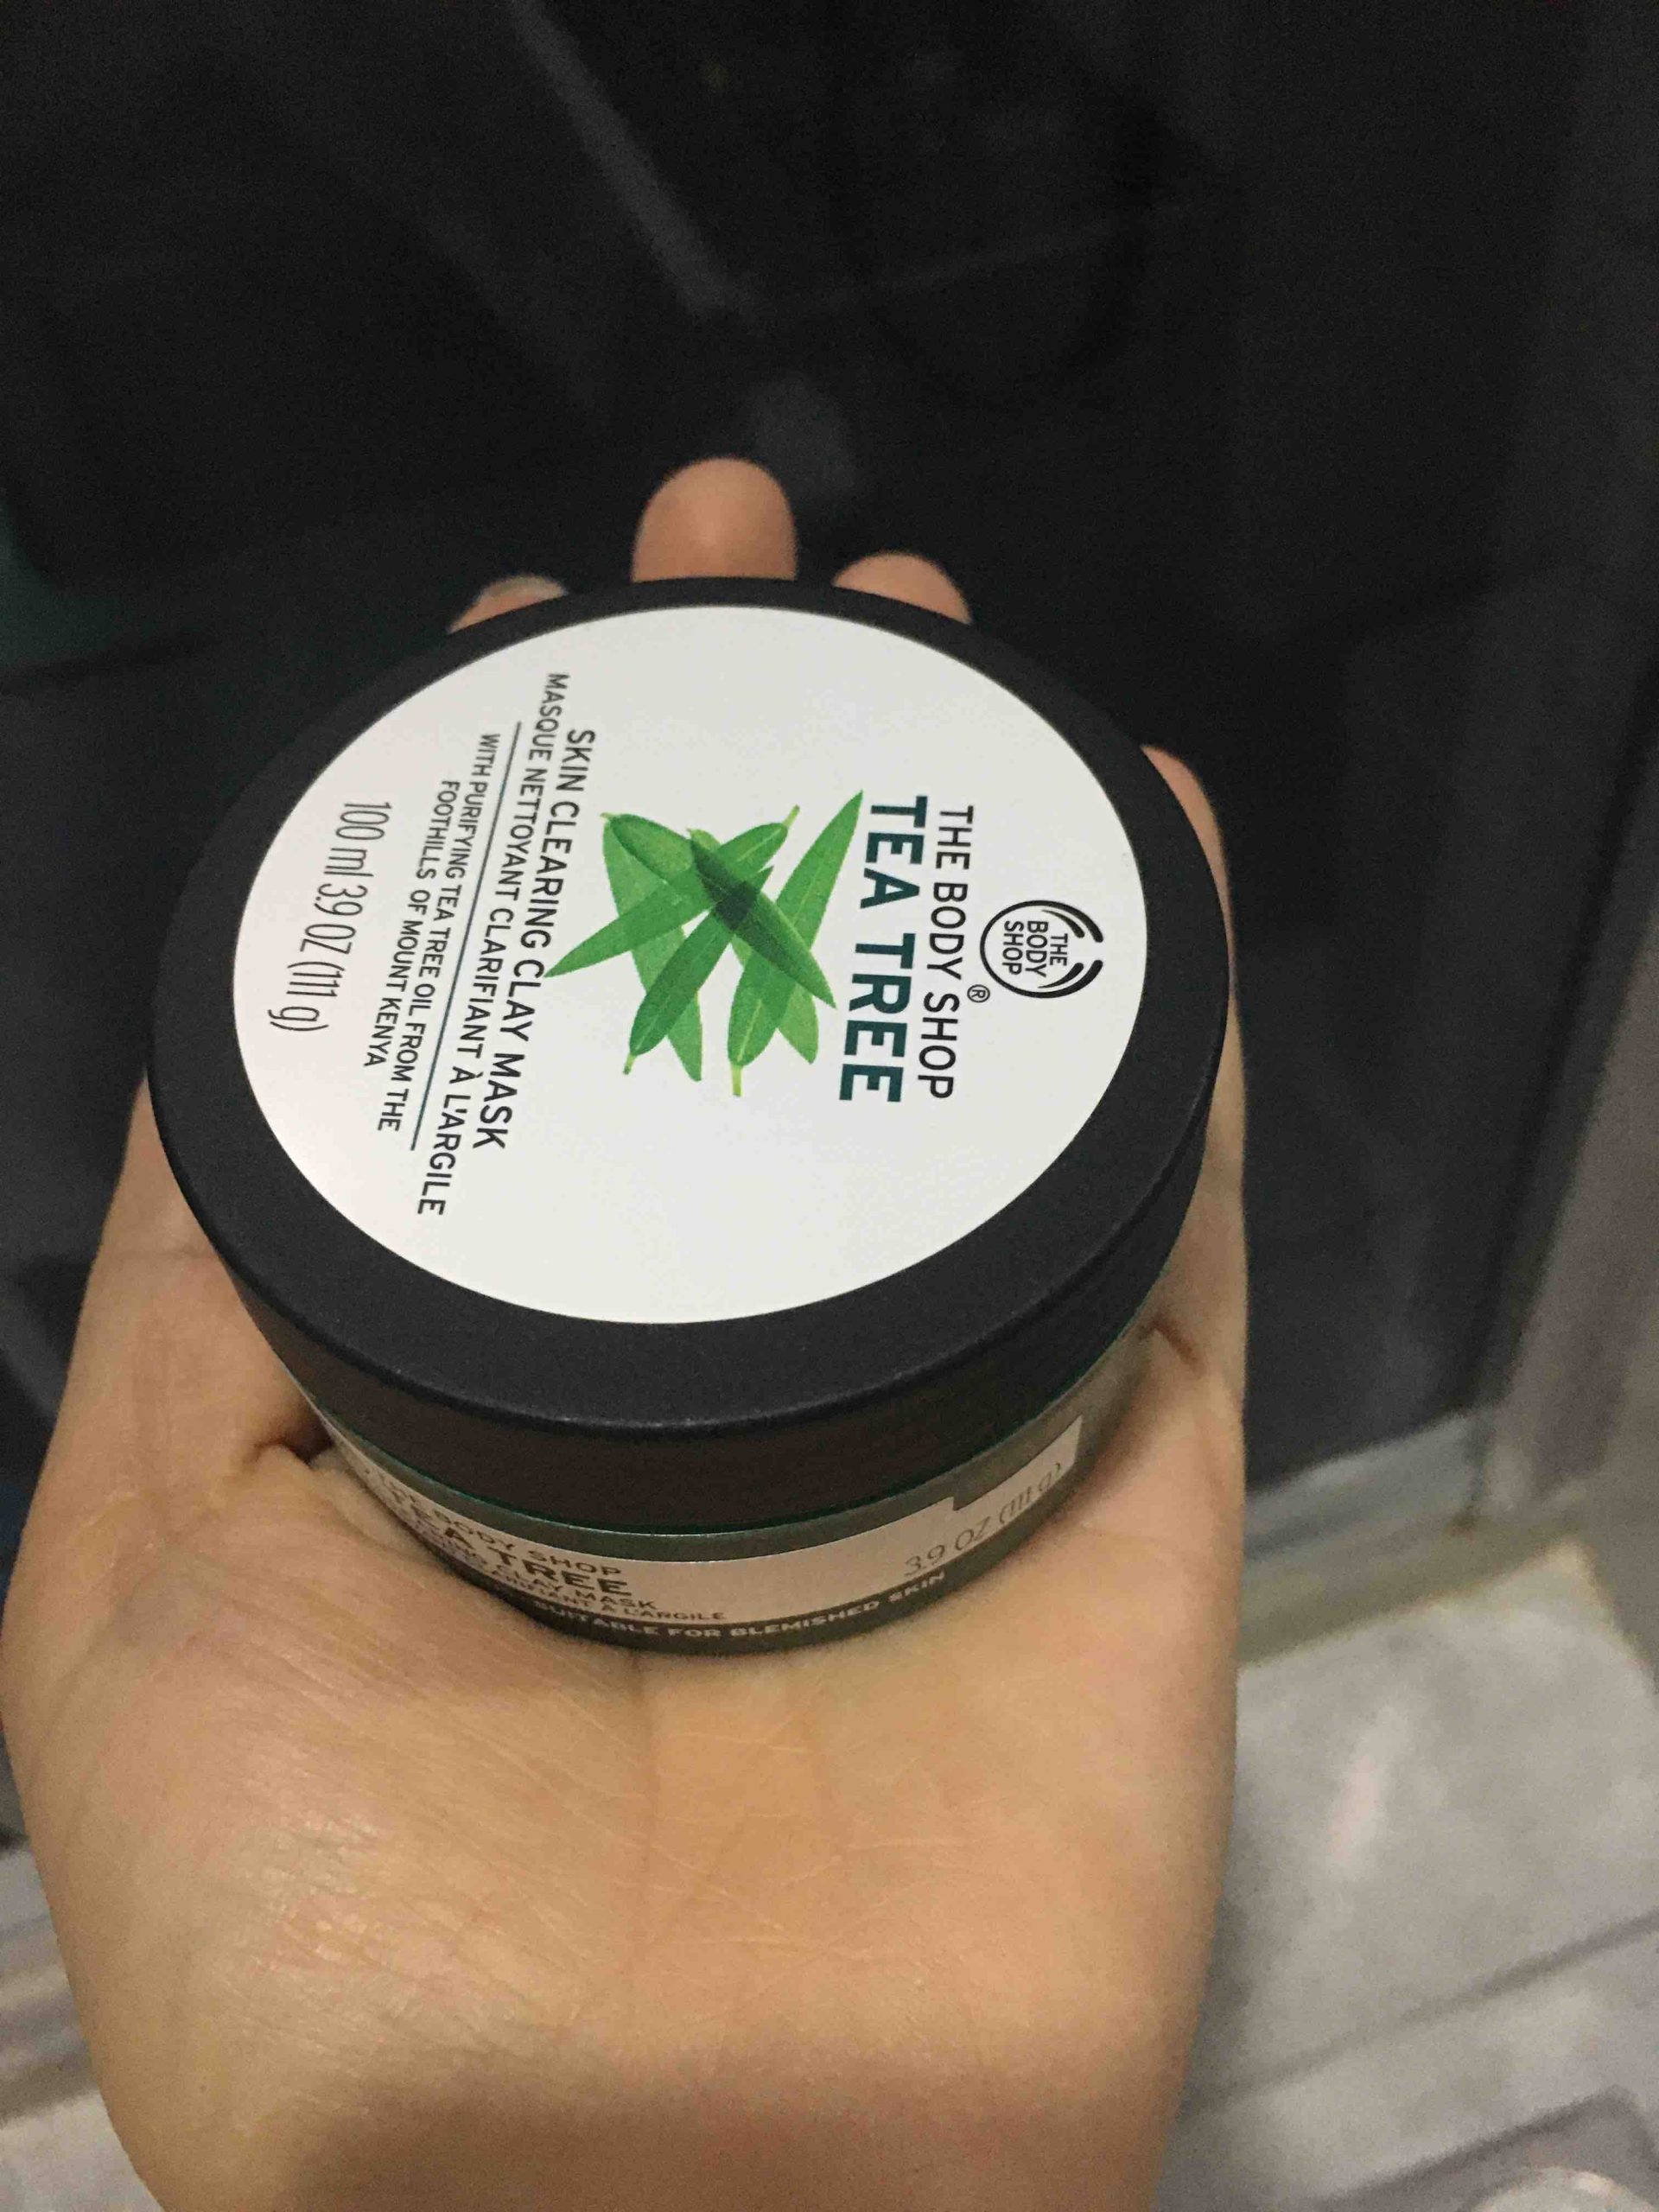 THE
BODY
SHOP
THE BODY SHOP®
TEA TREE
SKIN CLEARING CLAY MASK
MASQUE NETTOYANT CLARIFIANT À L'ARGILE
WITH PURIFYING TEA TREE OIL FROM THE
FOOTHILLS OF MOUNT KENYA
100 ml 3.9 OZ (111 g)
BODY SHOP
TEA TREE
CLAY MASK
À L'ARGILE
3.9 OZ (111 g)
SUITABLE FOR BLEMISHED SKIN